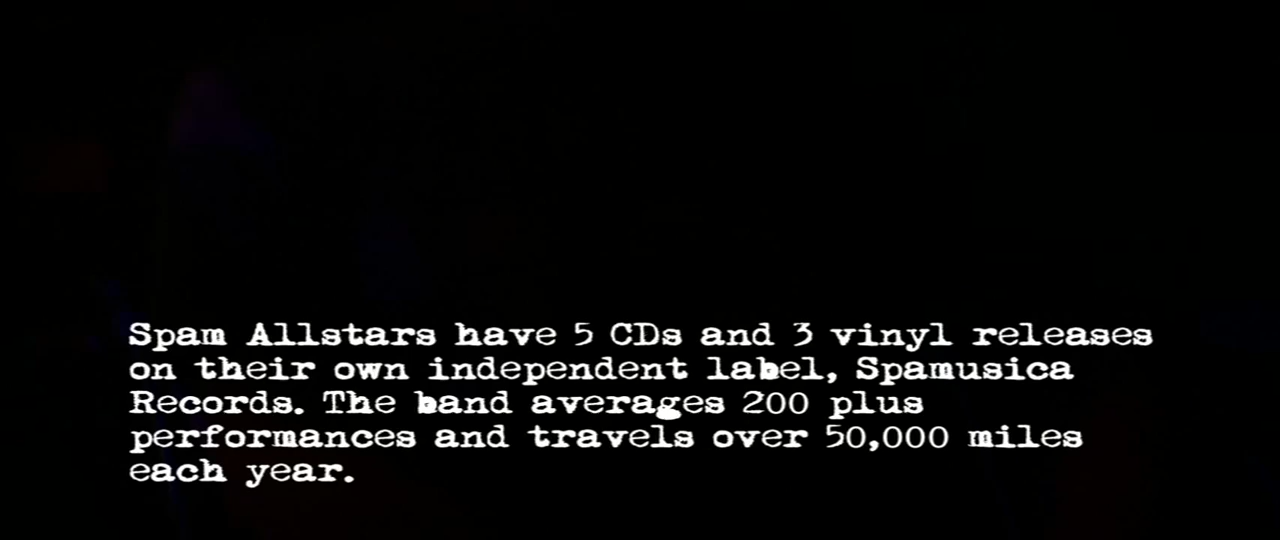 Spam Allstars have 5 CDs and 3 vinyl releases
on their own independent label, Spamusica
Records. The band averages 200 plus
performances and travels over 50,000 miles
each year.